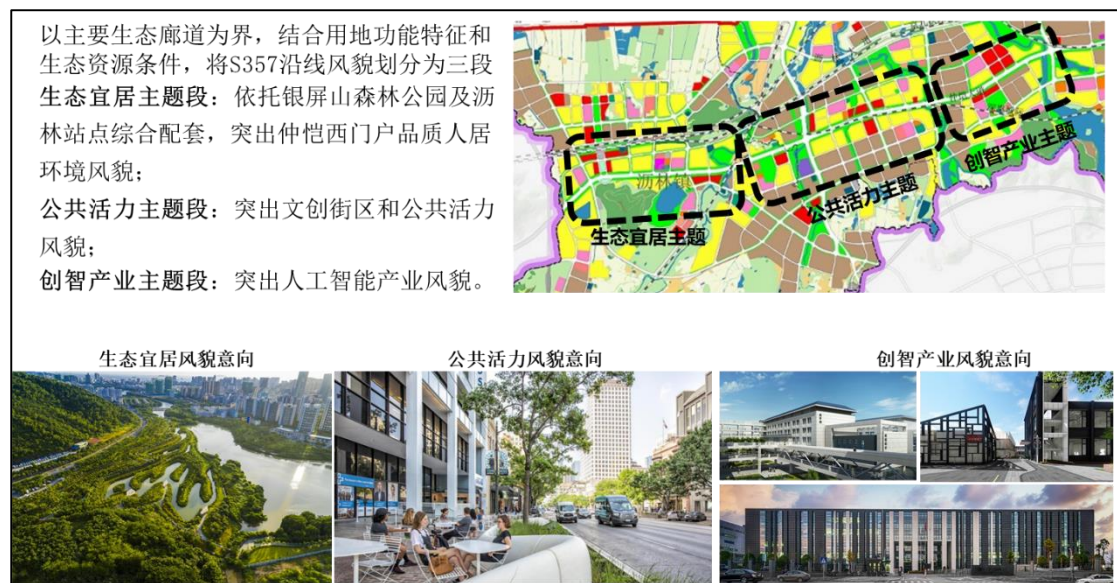 以主要生态廊道为界，结合用地功能特征和
生态资源条件，将S357沿线风貌划分为三段
生态宜居主题段：依托银屏山森林公园及沥
林站点综合配套，突出仲恺西门户品质人居
环境风貌；
公共活力主题段：突出文创街区和公共活力
风貌；
创智产业主题段：突出人工智能产业风貌。
沥林镇
生态宜居主题
公共活力主题
创智产业主题
生态宜居风貌意向
公共活力风貌意向
创智产业风貌意向